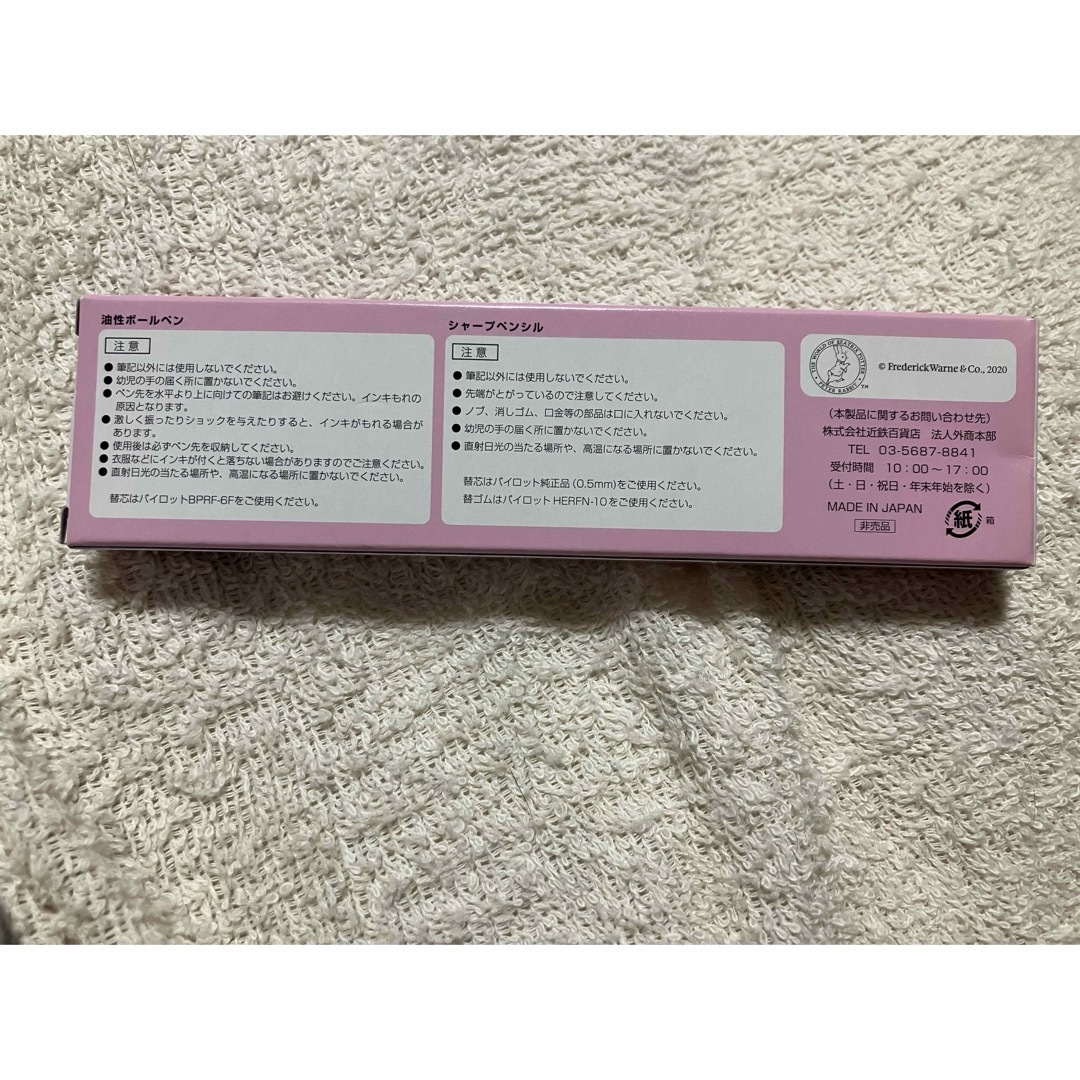 油性ボールペン
注意
● 筆記以外には使用しないでください。
● 幼児の手の届く所に置かないでください。
● ペン先を水平より上に向けての筆記はお避けください。インキもれの
原因となります。
● 激しく振ったりショックを与えたりすると、インキがもれる場合が
あります。
● 使用後は必ずペン先を収納してください。
● 衣服などにインキが付くと落ちない場合がありますのでご注意ください。
● 直射日光の当たる場所や、高温になる場所に置かないでください。
替芯はパイロットBPRF-6Fをご使用ください。
シャープペンシル
注意
● 筆記以外には使用しないでください。
● 先端がとがっているので注意してください。
● ノブ、消しゴム、口金等の部品は口に入れないでください。
● 幼児の手の届く所に置かないでください。
● 直射日光の当たる場所や、高温になる場所に置かないでください。
替芯はパイロット純正品(0.5mm)をご使用ください。
替ゴムはパイロットHERFN-10をご使用ください。
THE WORLD OF BEATRIX POTTER
PETER RABBIT
TM
© Frederick Warne & Co., 2020
(本製品に関するお問い合わせ先)
株式会社近鉄百貨店 法人外商本部
TEL 03-5687-8841
受付時間 10:00〜17:00
(土・日・祝日・年末年始を除く)
MADE IN JAPAN
非売品
紙
箱